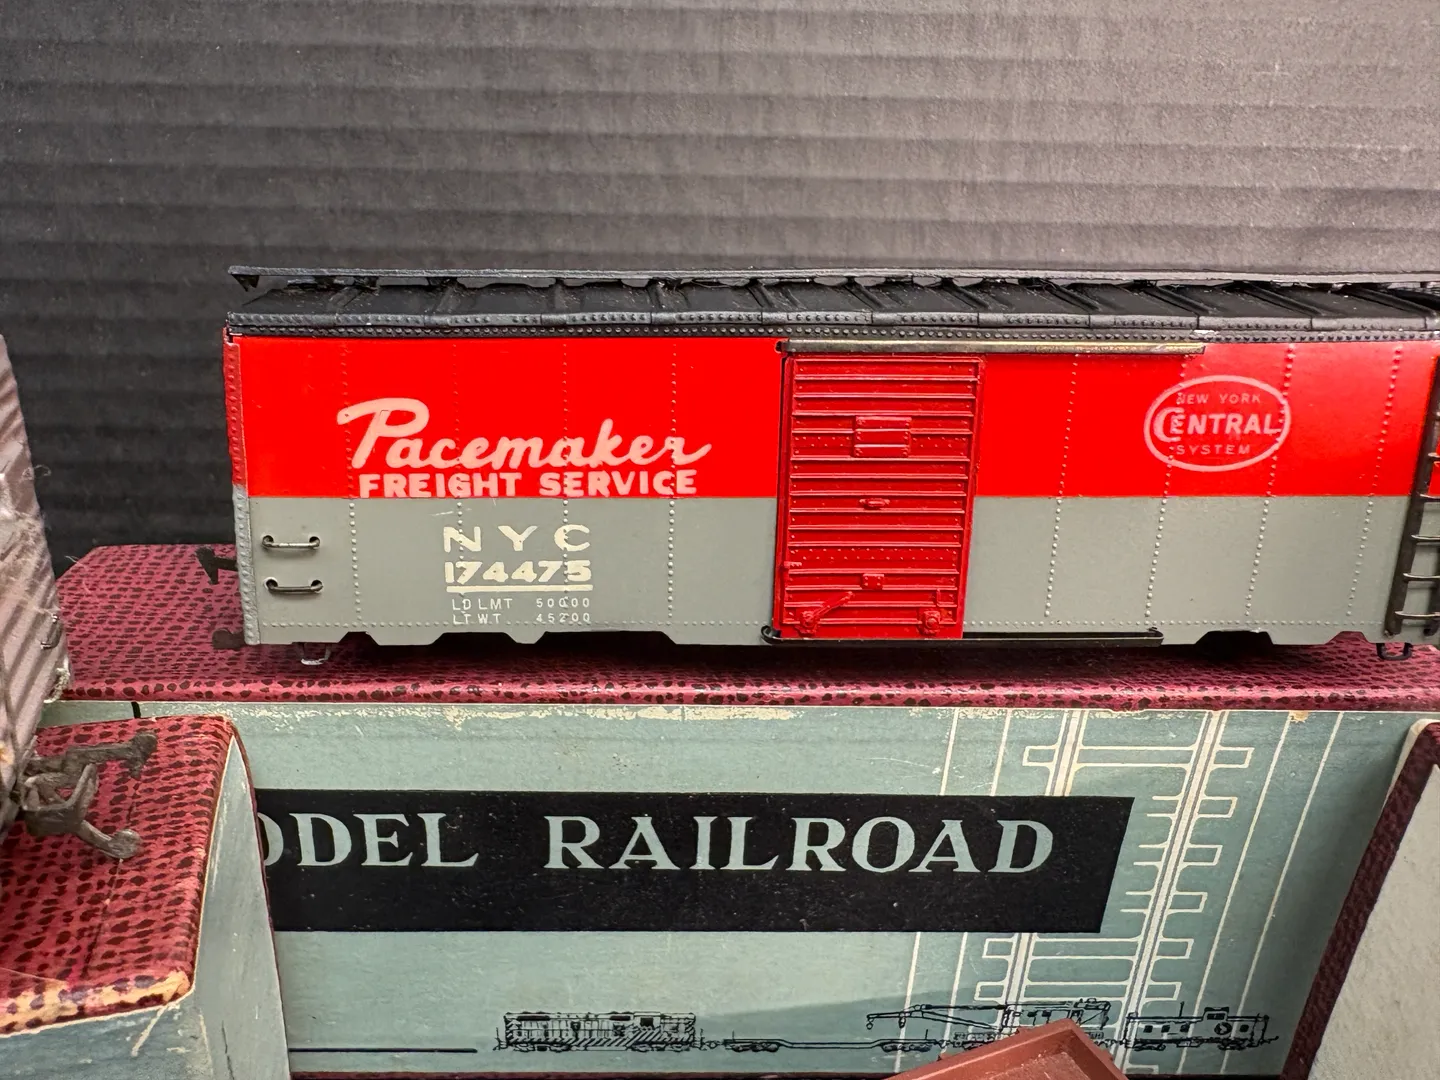 Pacemaker
FREIGHT SERVICE
NYC
174475
LD LMT 50000
LT WT 45200
NEW YORK
CENTRAL
SYSTEM
ODEL RAILROAD